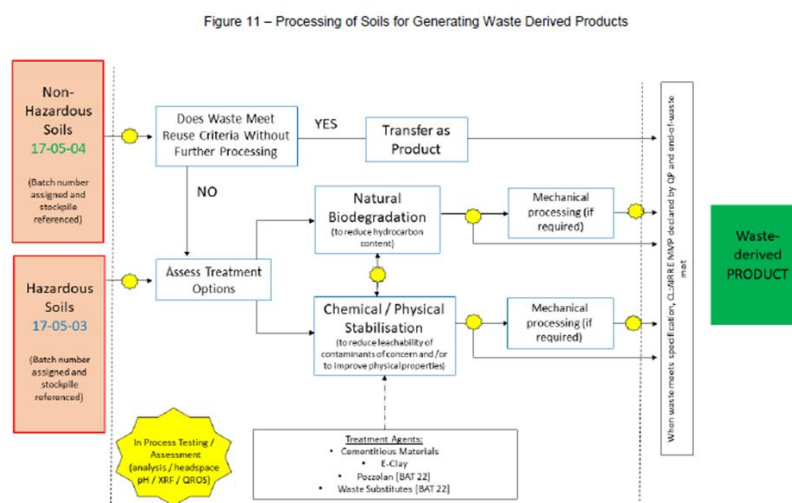 Figure 11 – Processing of Soils for Generating Waste Derived Products
Non-
Hazardous
Soils
17-05-04
(Batch number
assigned and
stockpile
referenced)
Does Waste Meet
Reuse Criteria Without
Further Processing
YES
Transfer as
Product
NO
Natural
Biodegradation
(to reduce hydrocarbon
content)
Mechanical
processing (if
required)
Hazardous
Soils
17-05-03
(Batch number
assigned and
stockpile
referenced)
Assess Treatment
Options
Chemical / Physical
Stabilisation
(to reduce leachability of
contaminants of concern and /or
to improve physical properties)
Mechanical
processing (if
required)
When waste meets specification, CL:AIRRE MMP declared by QP and end-of-waste
met
Waste-
derived
PRODUCT
In Process Testing /
Assessment
(analysis / headspace
pH / XRF / QROS)
Treatment Agents:
• Cementitious Materials
• E-Clay
• Pozzolan [BAT 22]
• Waste Substitutes [BAT 22]